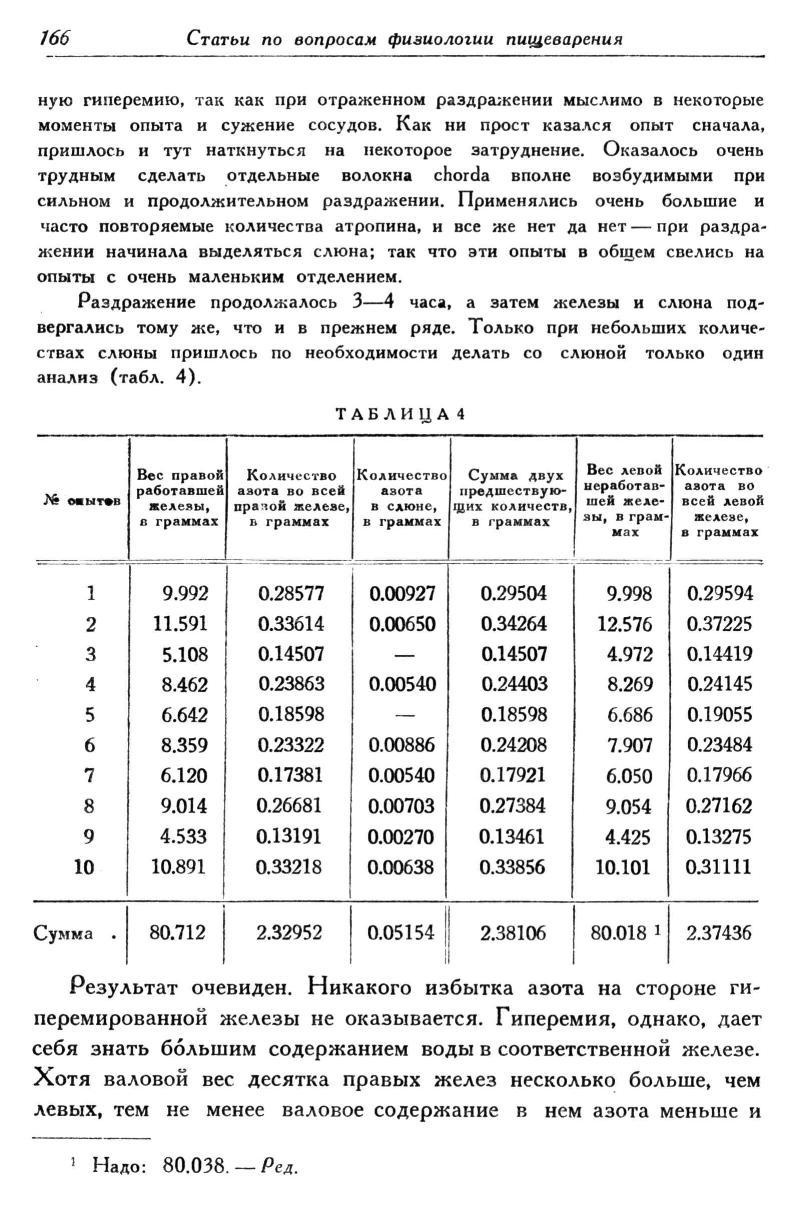 166 Статьи по вопросам физиологии пищеварения
ную гиперемию, так как при отраженном раздражении мыслимо в некоторые
моменты опыта и сужение сосудов. Как ни прост казался опыт сначала,
пришлось и тут наткнуться на некоторое затруднение. Оказалось очень
трудным сделать отдельные волокна chorda вполне возбудимыми при
сильном и продолжительном раздражении. Применялись очень большие и
часто повторяемые количества атропина, и все же нет да нет — при раздра-
жении начинала выделяться слюна; так что эти опыты в общем свелись на
опыты с очень маленьким отделением.
Раздражение продолжалось 3—4 часа, а затем железы и слюна под-
вергались тому же, что и в прежнем ряде. Только при небольших количе-
ствах слюны пришлось по необходимости делать со слюной только один
анализ (табл. 4).
ТАБЛИЦА 4
№ опытов
Вес правой
работавшей
железы,
в граммах
Количество
азота во всей
правой железе,
в граммах
Количество
азота
в слюне,
в граммах
Сумма двух
предшествую-
щих количеств,
в граммах
Вес левой
неработав-
шей желе-
зы, в грам-
мах
Количество
азота во
всей левой
железе,
в граммах
1 9.992 0.28577 0.00927 0.29504 9.998 0.29594
2 11.591 0.33614 0.00650 0.34264 12.576 0.37225
3 5.108 0.14507 — 0.14507 4.972 0.14419
4 8.462 0.23863 0.00540 0.24403 8.269 0.24145
5 6.642 0.18598 — 0.18598 6.686 0.19055
6 8.359 0.23322 0.00886 0.24208 7.907 0.23484
7 6.120 0.17381 0.00540 0.17921 6.050 0.17966
8 9.014 0.26681 0.00703 0.27384 9.054 0.27162
9 4.533 0.13191 0.00270 0.13461 4.425 0.13275
10 10.891 0.33218 0.00638 0.33856 10.101 0.31111
Сумма . 80.712 2.32952 0.05154 2.38106 80.018 ¹ 2.37436
Результат очевиден. Никакого избытка азота на стороне ги-
перемированной железы не оказывается. Гиперемия, однако, дает
себя знать бо́льшим содержанием воды в соответственной железе.
Хотя валовой вес десятка правых желез несколько больше, чем
левых, тем не менее валовое содержание в нем азота меньше и
¹ Надо: 80.038. — Ред.